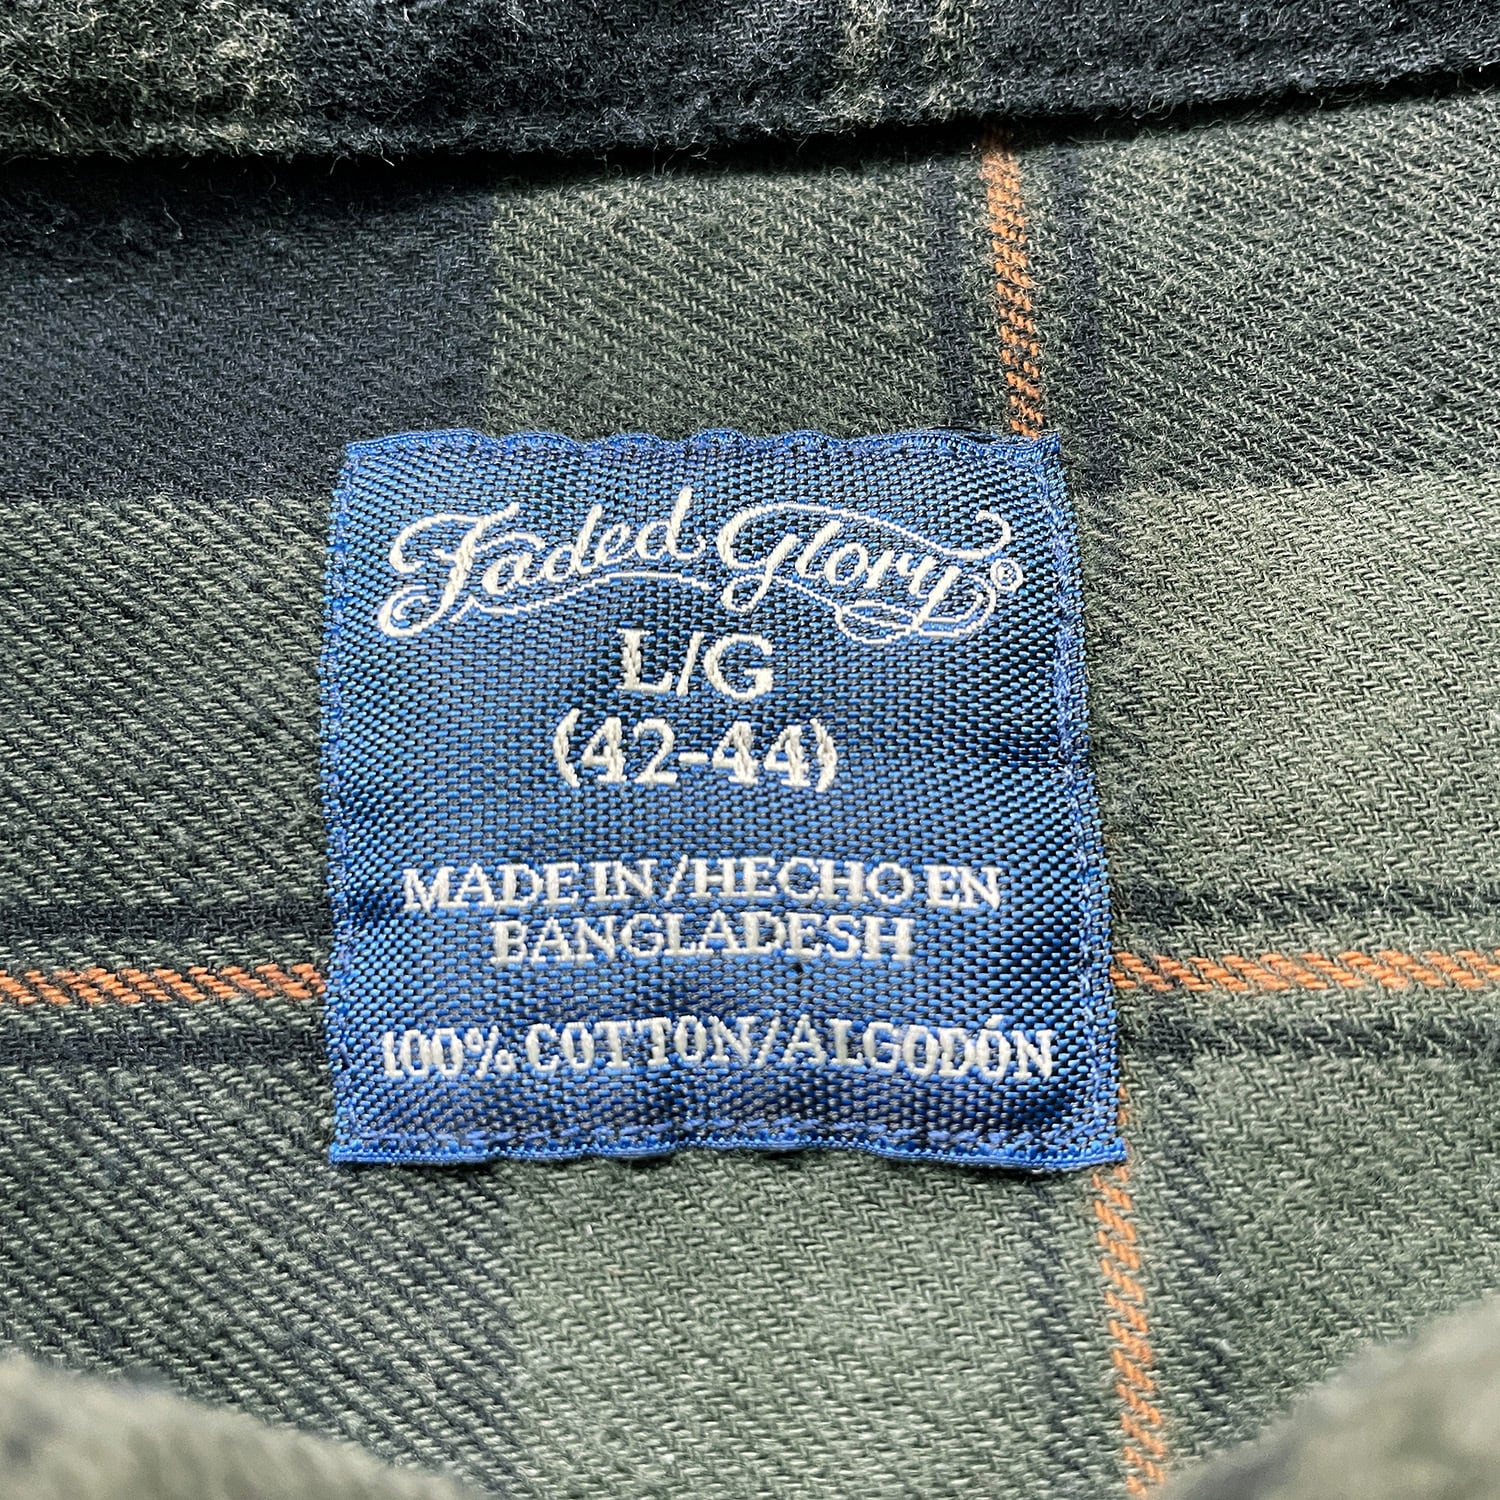 Faded Glory®
L/G
(42-44)
MADE IN/HECHO EN
BANGLADESH
100% COTTON/ALGODÓN